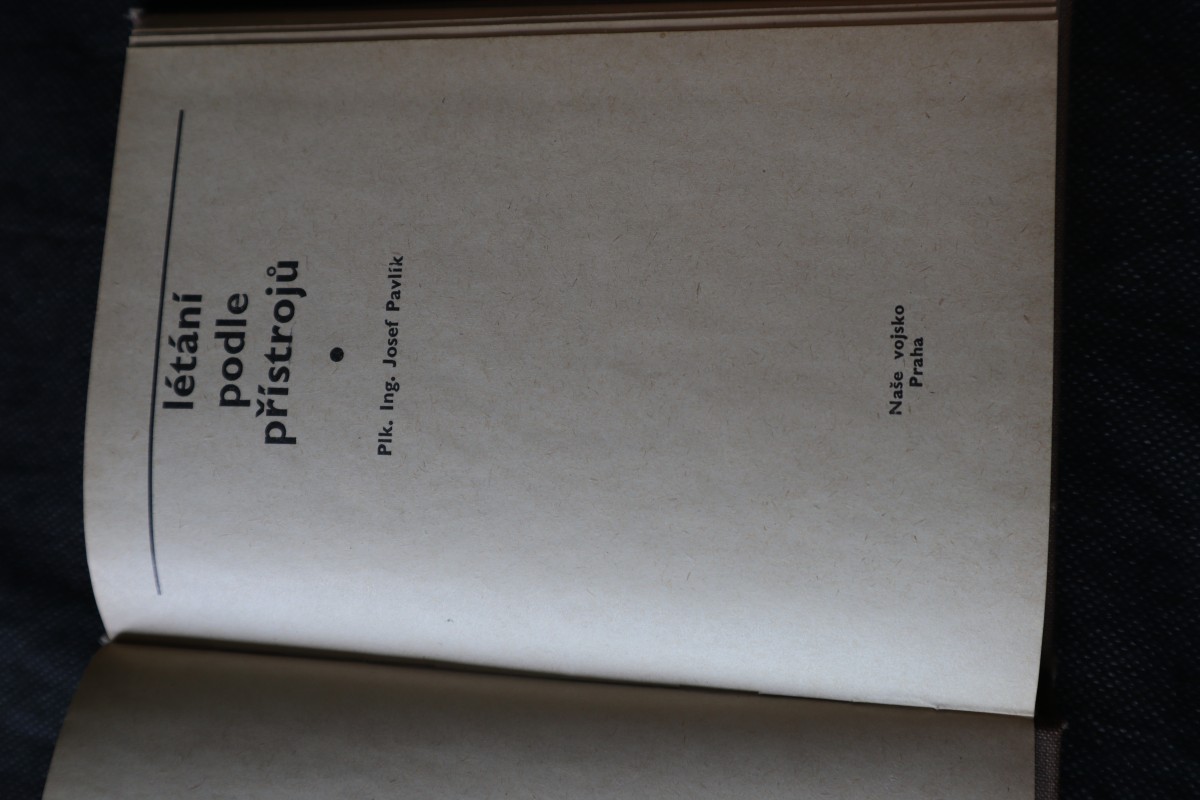 létání
podle
přístrojů
Plk. Ing. Josef Pavlík
Naše vojsko
Praha